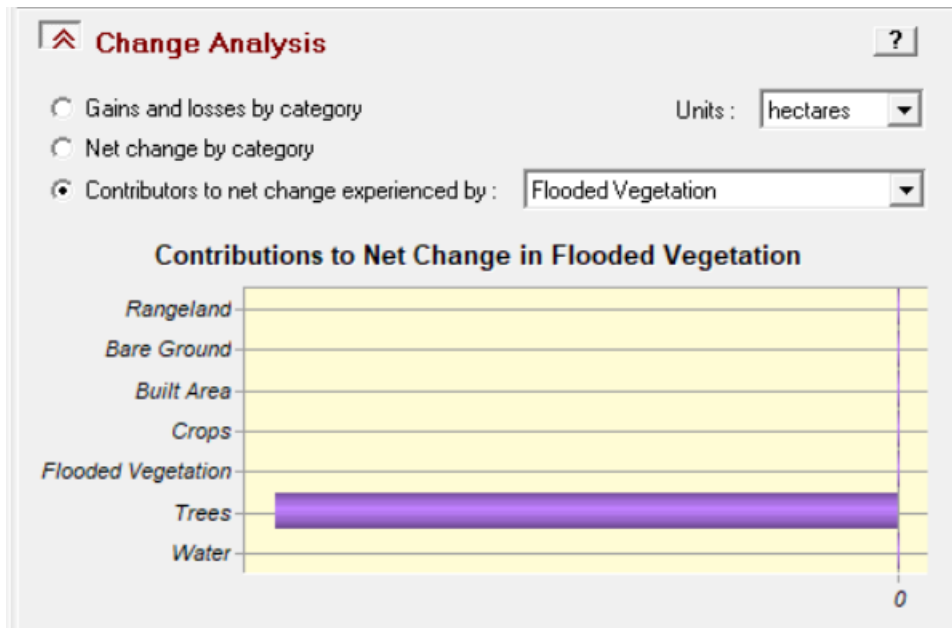 Change Analysis
?
Gains and losses by category
Units : hectares
Net change by category
Contributors to net change experienced by : Flooded Vegetation
Contributions to Net Change in Flooded Vegetation
Rangeland
Bare Ground
Built Area
Crops
Flooded Vegetation
Trees
Water
0